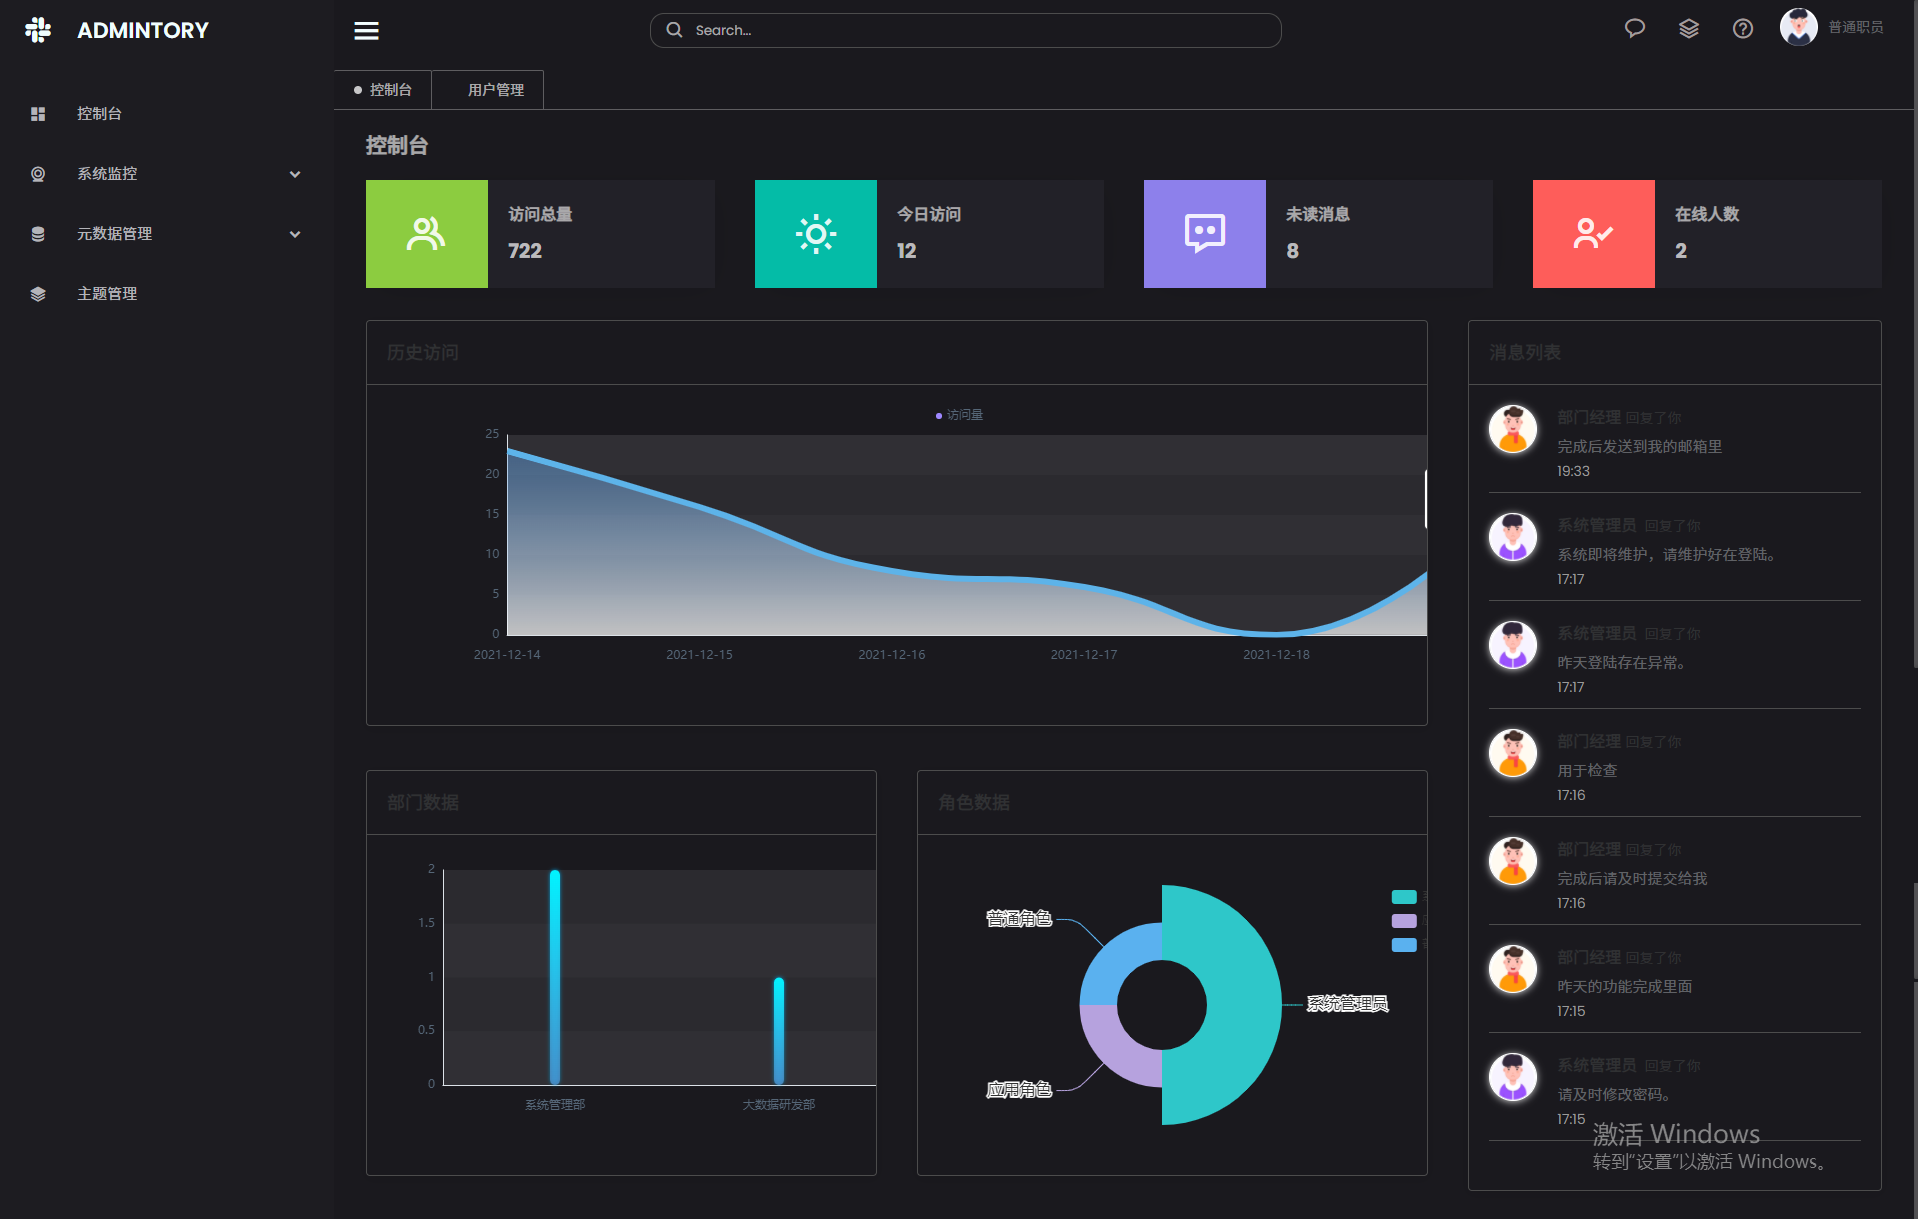 ADMINTORY
Search...
普通职员
控制台
系统监控
元数据管理
主题管理
控制台
用户管理
控制台
访问总量
722
今日访问
12
未读消息
8
在线人数
2
历史访问
访问量
25
20
15
10
5
0
2021-12-14
2021-12-15
2021-12-16
2021-12-17
2021-12-18
部门数据
2
1.5
1
0.5
0
系统管理部
大数据研发部
角色数据
普通角色
系统管理员
应用角色
消息列表
部门经理 回复了你
完成后发送到我的邮箱里
19:33
系统管理员 回复了你
系统即将维护，请维护好在登陆。
17:17
系统管理员 回复了你
昨天登陆存在异常。
17:17
部门经理 回复了你
用于检查
17:16
部门经理 回复了你
完成后请及时提交给我
17:16
部门经理 回复了你
昨天的功能完成里面
17:15
系统管理员 回复了你
请及时修改密码。
17:15
激活 Windows
转到“设置”以激活 Windows。